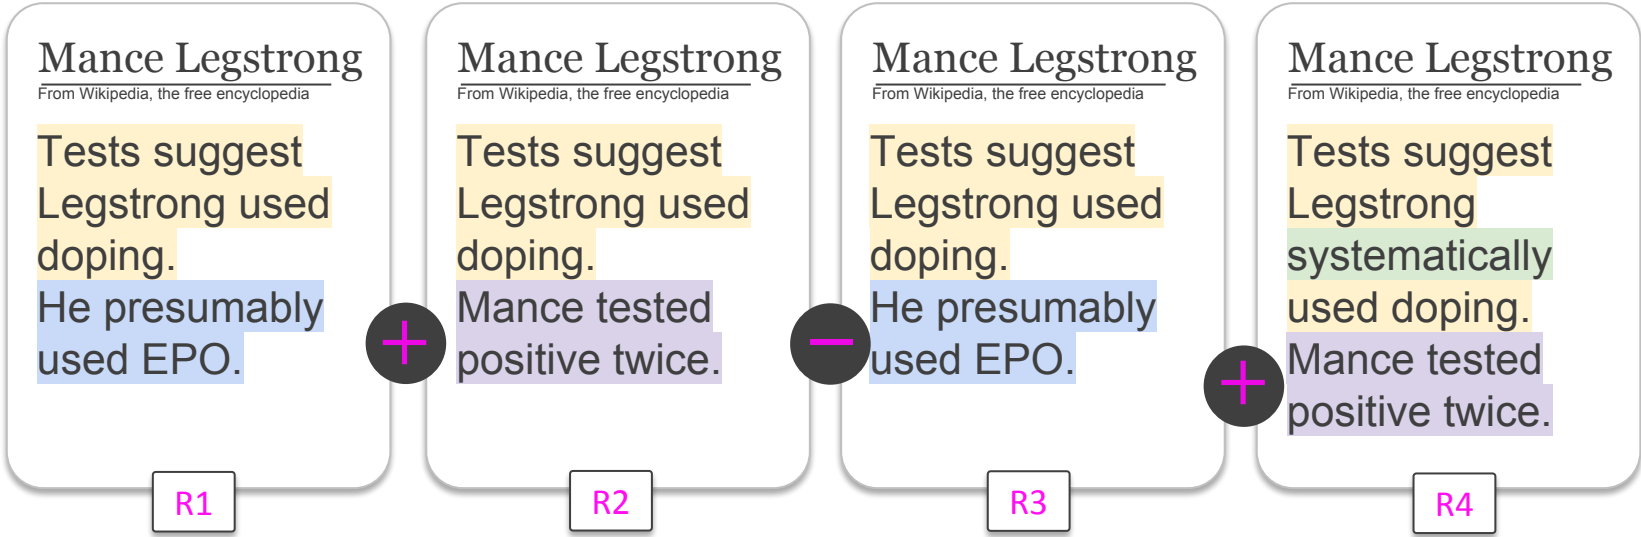 Mance Legstrong
From Wikipedia, the free encyclopedia
Tests suggest
Legstrong used
doping.
He presumably
used EPO.
R1
+
Mance Legstrong
From Wikipedia, the free encyclopedia
Tests suggest
Legstrong used
doping.
Mance tested
positive twice.
R2
−
Mance Legstrong
From Wikipedia, the free encyclopedia
Tests suggest
Legstrong used
doping.
He presumably
used EPO.
R3
+
Mance Legstrong
From Wikipedia, the free encyclopedia
Tests suggest
Legstrong
systematically
used doping.
Mance tested
positive twice.
R4